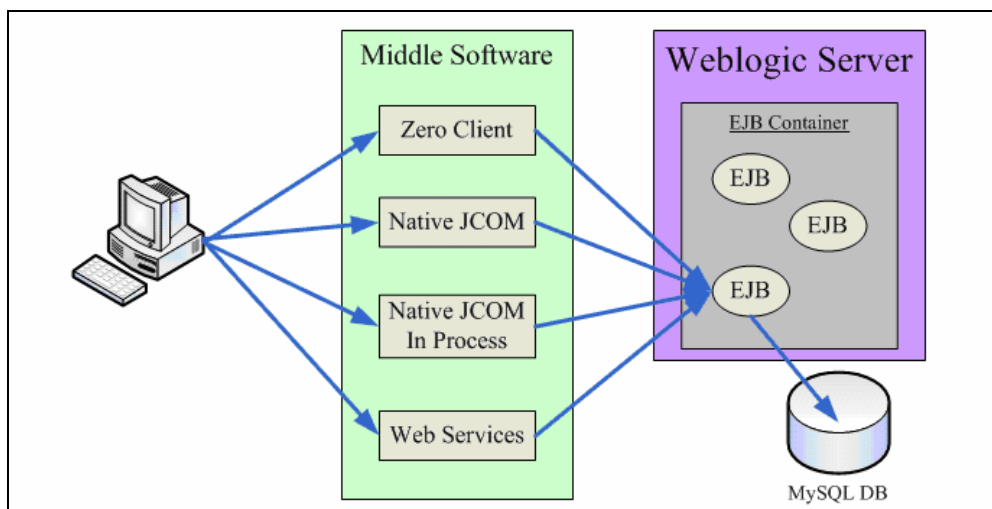 Middle Software
Zero Client
Native JCOM
Native JCOM
In Process
Web Services
Weblogic Server
EJB Container
EJB
EJB
EJB
MySQL DB